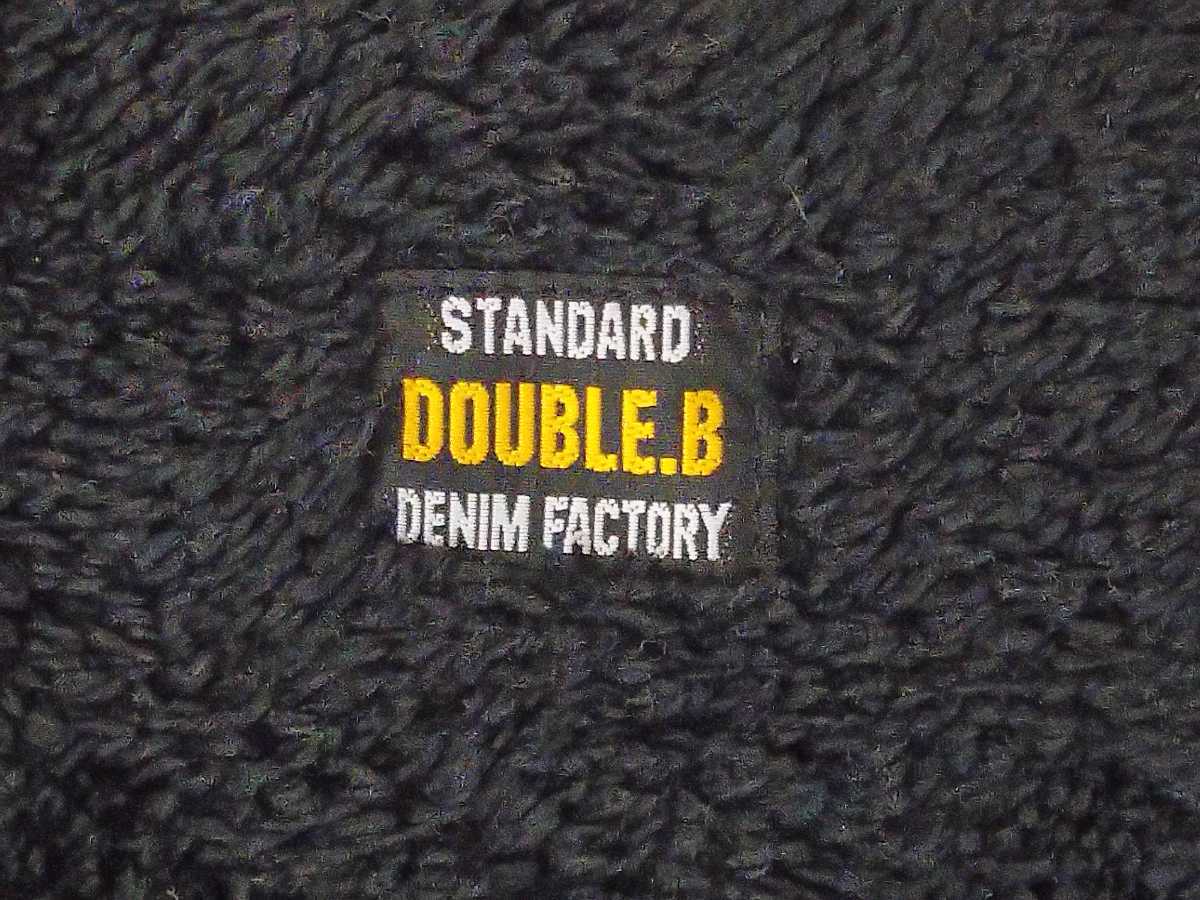 STANDARD
DOUBLE.B
DENIM FACTORY